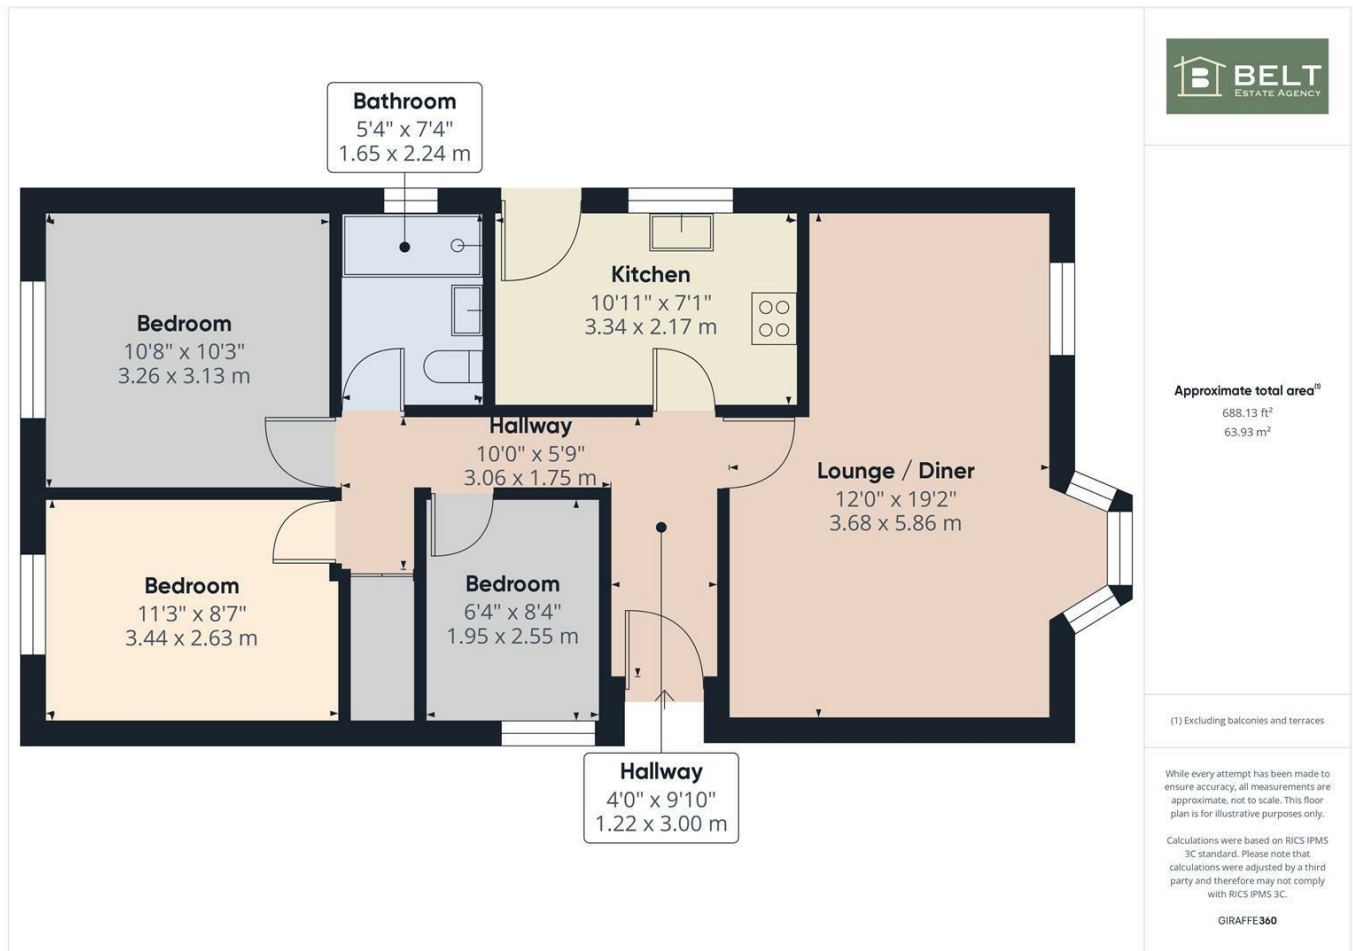 Bathroom
5'4" x 7'4"
1.65 x 2.24 m
Bedroom
10'8" x 10'3"
3.26 x 3.13 m
Kitchen
10'11" x 7'1"
3.34 x 2.17 m
Hallway
10'0" x 5'9"
3.06 x 1.75 m
Lounge / Diner
12'0" x 19'2"
3.68 x 5.86 m
Bedroom
11'3" x 8'7"
3.44 x 2.63 m
Bedroom
6'4" x 8'4"
1.95 x 2.55 m
Hallway
4'0" x 9'10"
1.22 x 3.00 m
B BELT
ESTATE AGENCY
Approximate total area⁽¹⁾
688.13 ft²
63.93 m²
(1) Excluding balconies and terraces
While every attempt has been made to
ensure accuracy, all measurements are
approximate, not to scale. This floor
plan is for illustrative purposes only.
Calculations were based on RICS IPMS
3C standard. Please note that
calculations were adjusted by a third
party and therefore may not comply
with RICS IPMS 3C.
GIRAFFE360